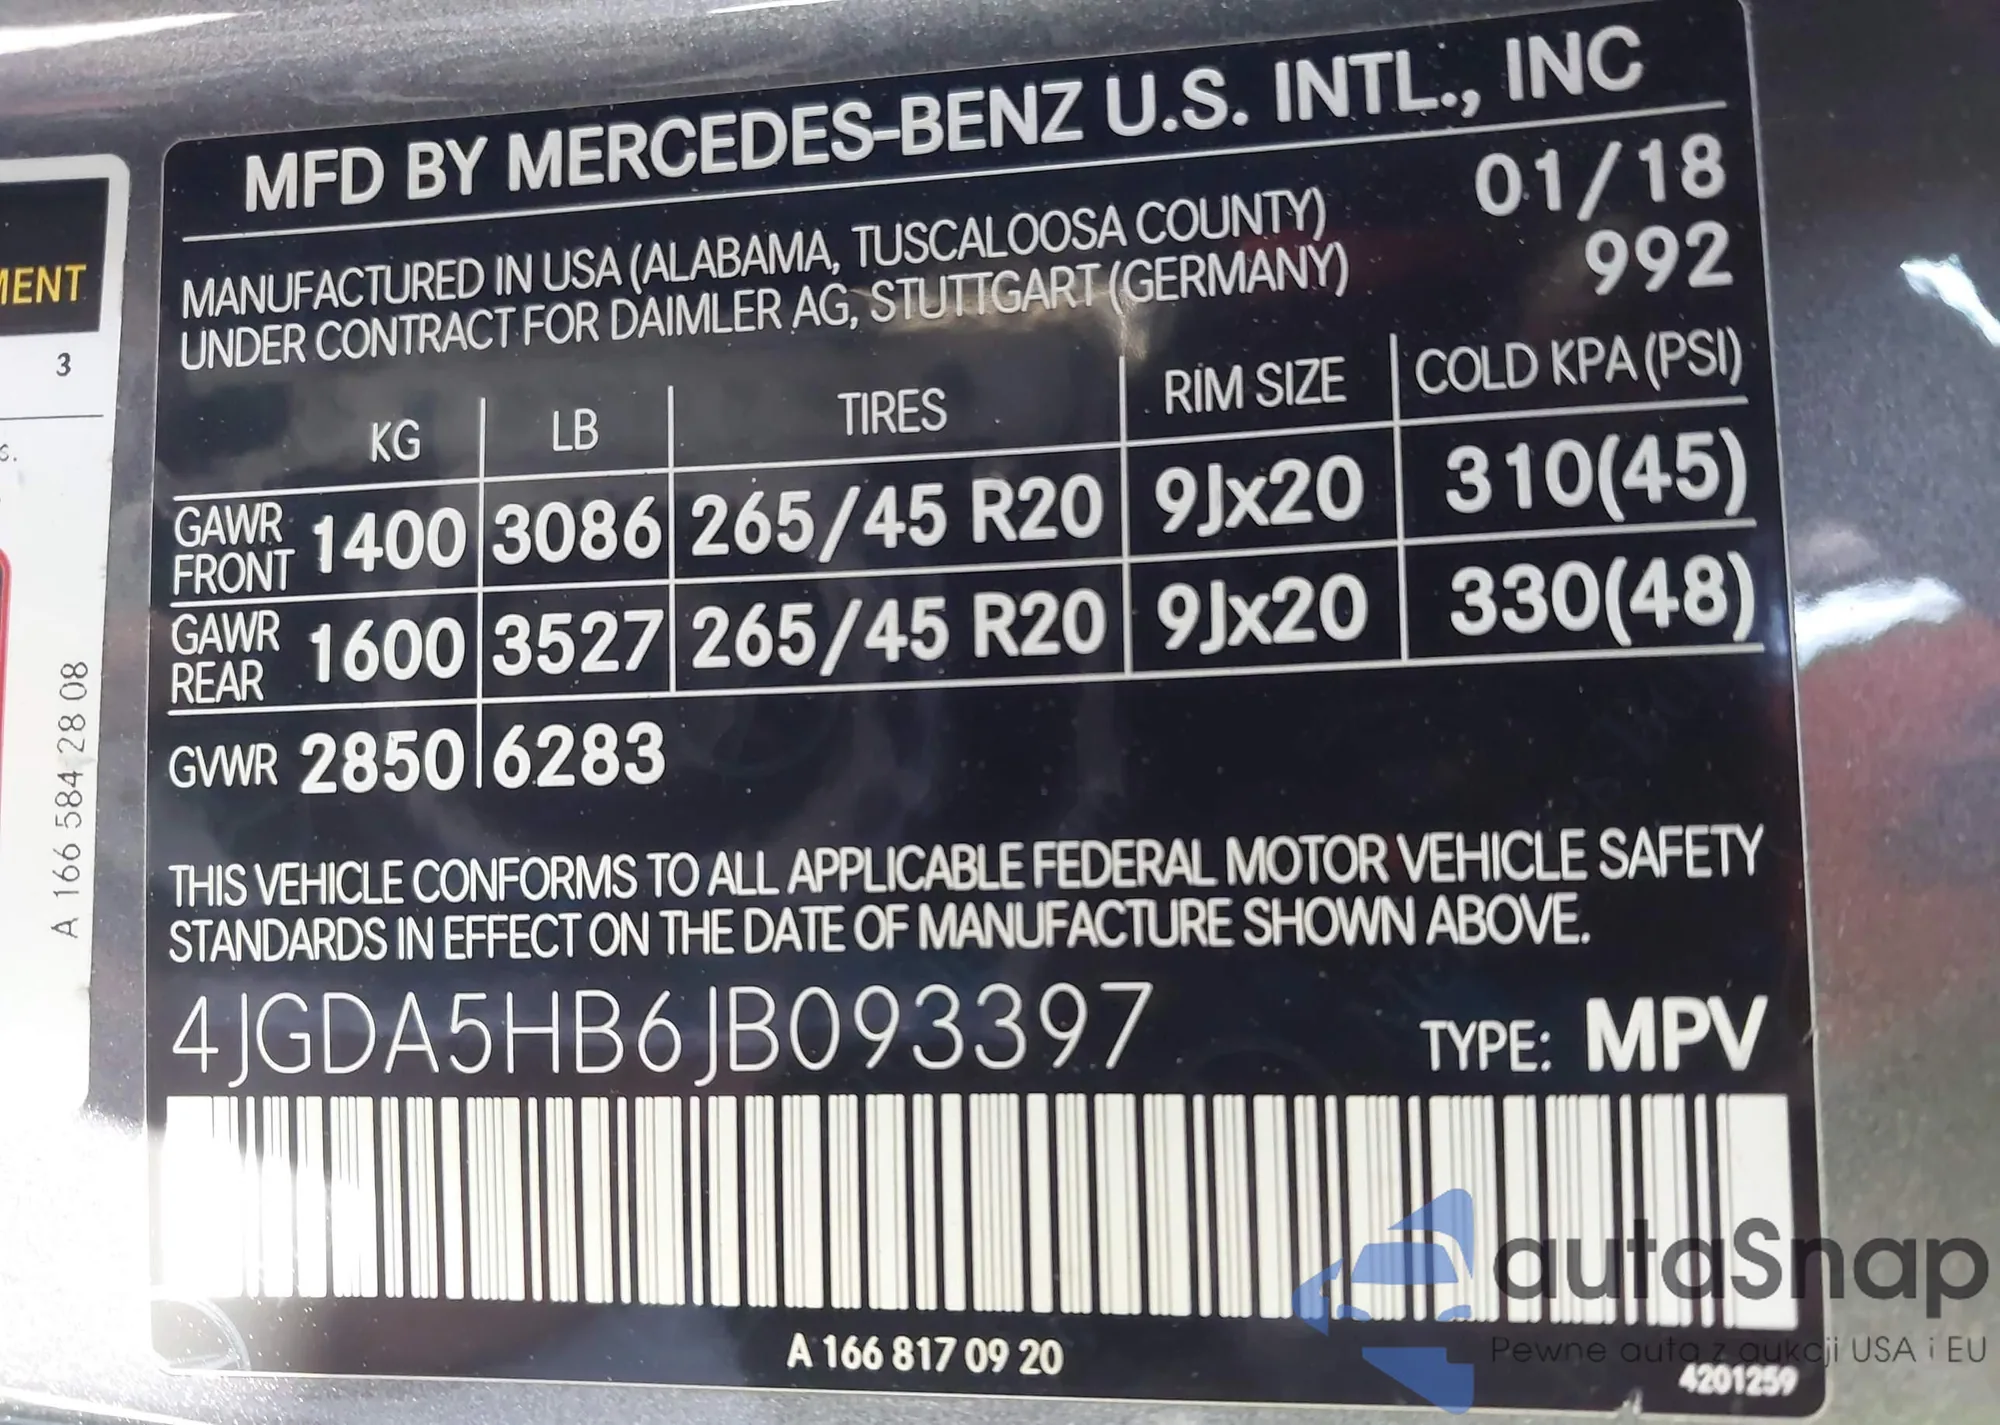 MFD BY MERCEDES-BENZ U.S. INTL., INC
MANUFACTURED IN USA (ALABAMA, TUSCALOOSA COUNTY) 01/18
UNDER CONTRACT FOR DAIMLER AG, STUTTGART (GERMANY) 992
KG LB TIRES RIM SIZE COLD KPA (PSI)
GAWR FRONT 1400 3086 265/45 R20 9Jx20 310(45)
GAWR REAR 1600 3527 265/45 R20 9Jx20 330(48)
GVWR 2850 6283
THIS VEHICLE CONFORMS TO ALL APPLICABLE FEDERAL MOTOR VEHICLE SAFETY
STANDARDS IN EFFECT ON THE DATE OF MANUFACTURE SHOWN ABOVE.
4JGDA5HB6JB093397 TYPE: MPV
A 166 817 09 20
4201259
3
A 166 584 28 08
autaSnap
Pewne auta z aukcji USA i EU